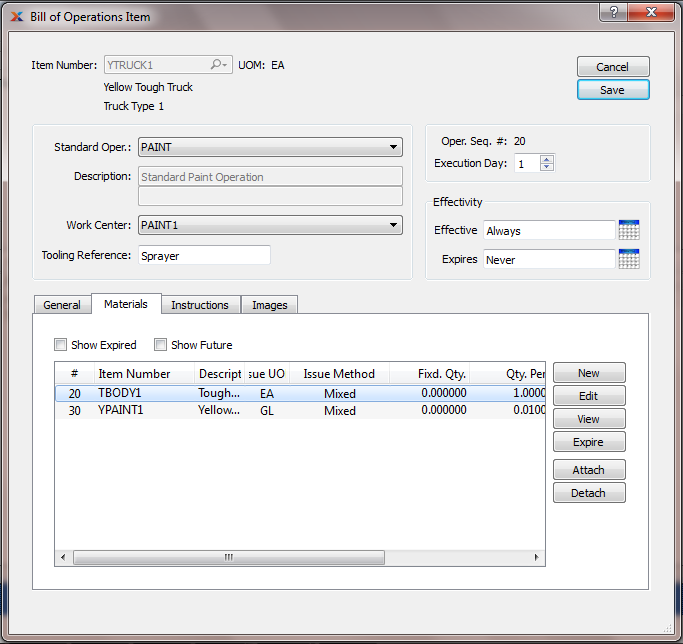 Bill of Operations Item
?
Item Number: YTRUCK1 UOM: EA
Cancel
Yellow Tough Truck
Save
Truck Type 1
Standard Oper.: PAINT
Description: Standard Paint Operation
Work Center: PAINT1
Tooling Reference: Sprayer
Oper. Seq. #: 20
Execution Day: 1
Effectivity
Effective Always
Expires Never
General Materials Instructions Images
Show Expired Show Future
# Item Number Descript sue UO Issue Method Fixd. Qty. Qty. Per
20 TBODY1 Tough... EA Mixed 0.000000 1.0000
30 YPAINT1 Yellow... GL Mixed 0.000000 0.0100
New
Edit
View
Expire
Attach
Detach